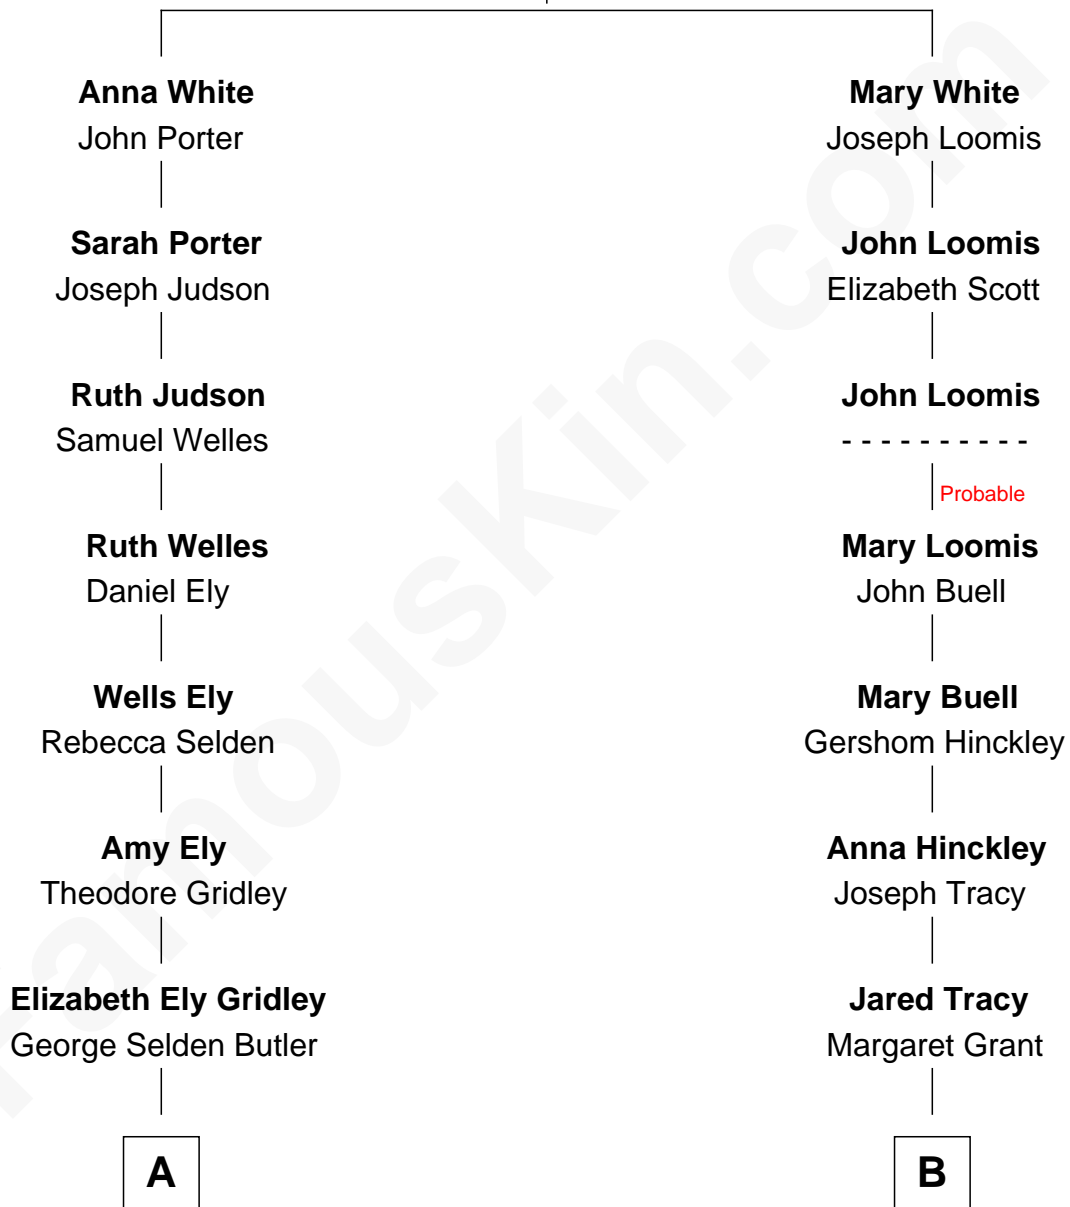 Anna White
John Porter
Sarah Porter
Joseph Judson
Ruth Judson
Samuel Welles
Ruth Welles
Daniel Ely
Wells Ely
Rebecca Selden
Amy Ely
Theodore Gridley
Elizabeth Ely Gridley
George Selden Butler
A
Mary White
Joseph Loomis
John Loomis
Elizabeth Scott
John Loomis
- - - - - - - - - -
Probable
Mary Loomis
John Buell
Mary Buell
Gershom Hinckley
Anna Hinckley
Joseph Tracy
Jared Tracy
Margaret Grant
B
FamousKin.com